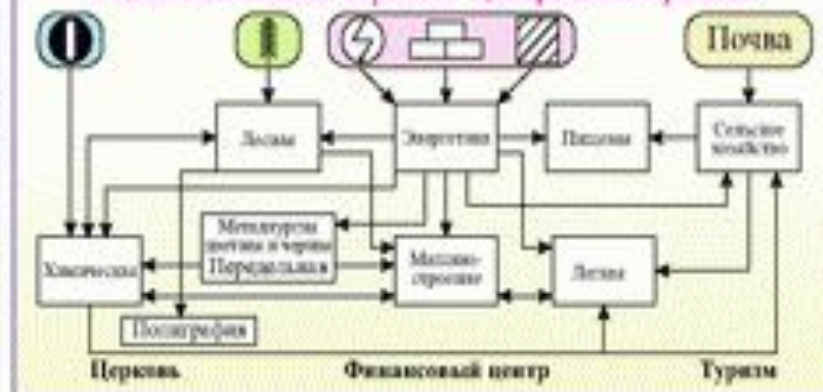 Почва
Лесная
Энергетика
Пищевая
Сельское
хозяйство
Металлургия
цветная и черная
Передельная
Химическая
Машино-
строение
Легкая
Полиграфия
Церковь
Финансовый центр
Туризм